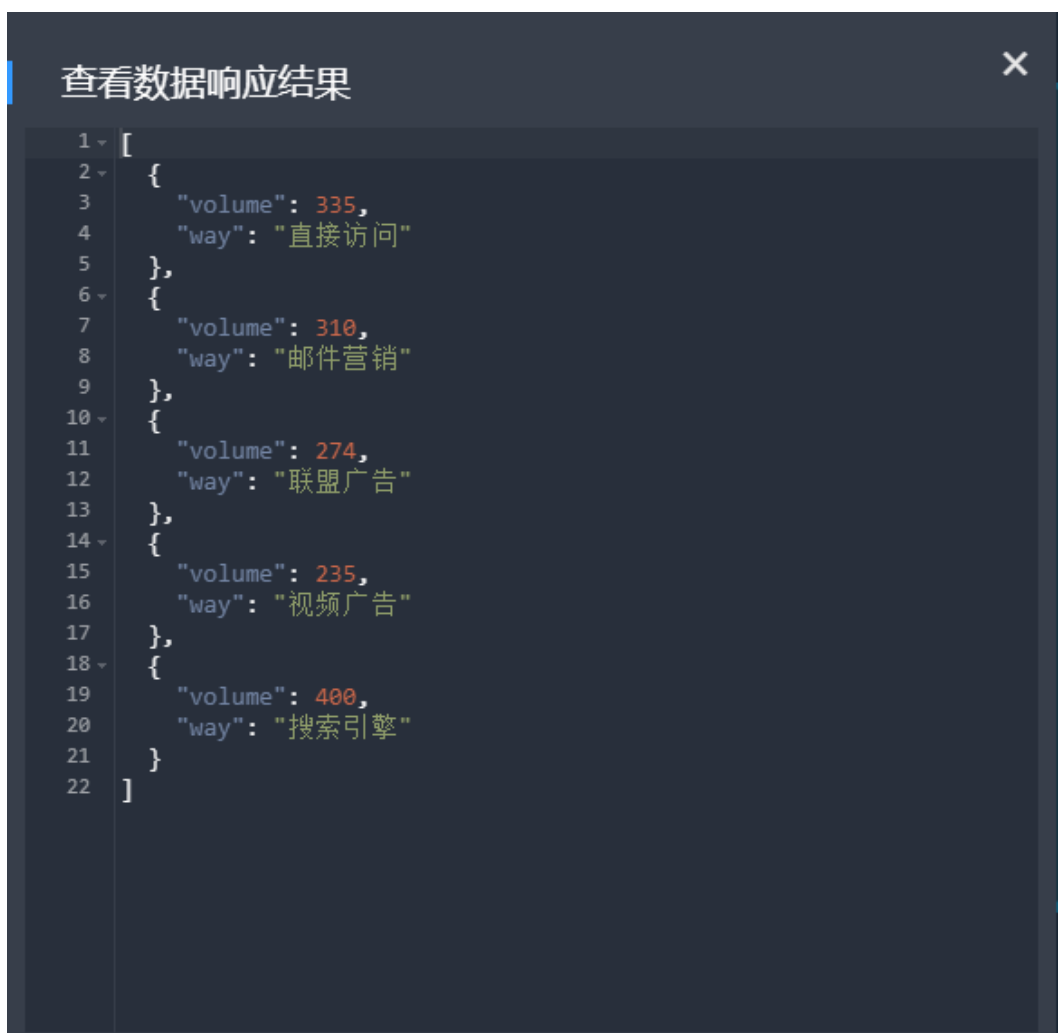 查看数据响应结果
×
1 [
2 {
3 "volume": 335,
4 "way": "直接访问"
5 },
6 {
7 "volume": 310,
8 "way": "邮件营销"
9 },
10 {
11 "volume": 274,
12 "way": "联盟广告"
13 },
14 {
15 "volume": 235,
16 "way": "视频广告"
17 },
18 {
19 "volume": 400,
20 "way": "搜索引擎"
21 }
22 ]